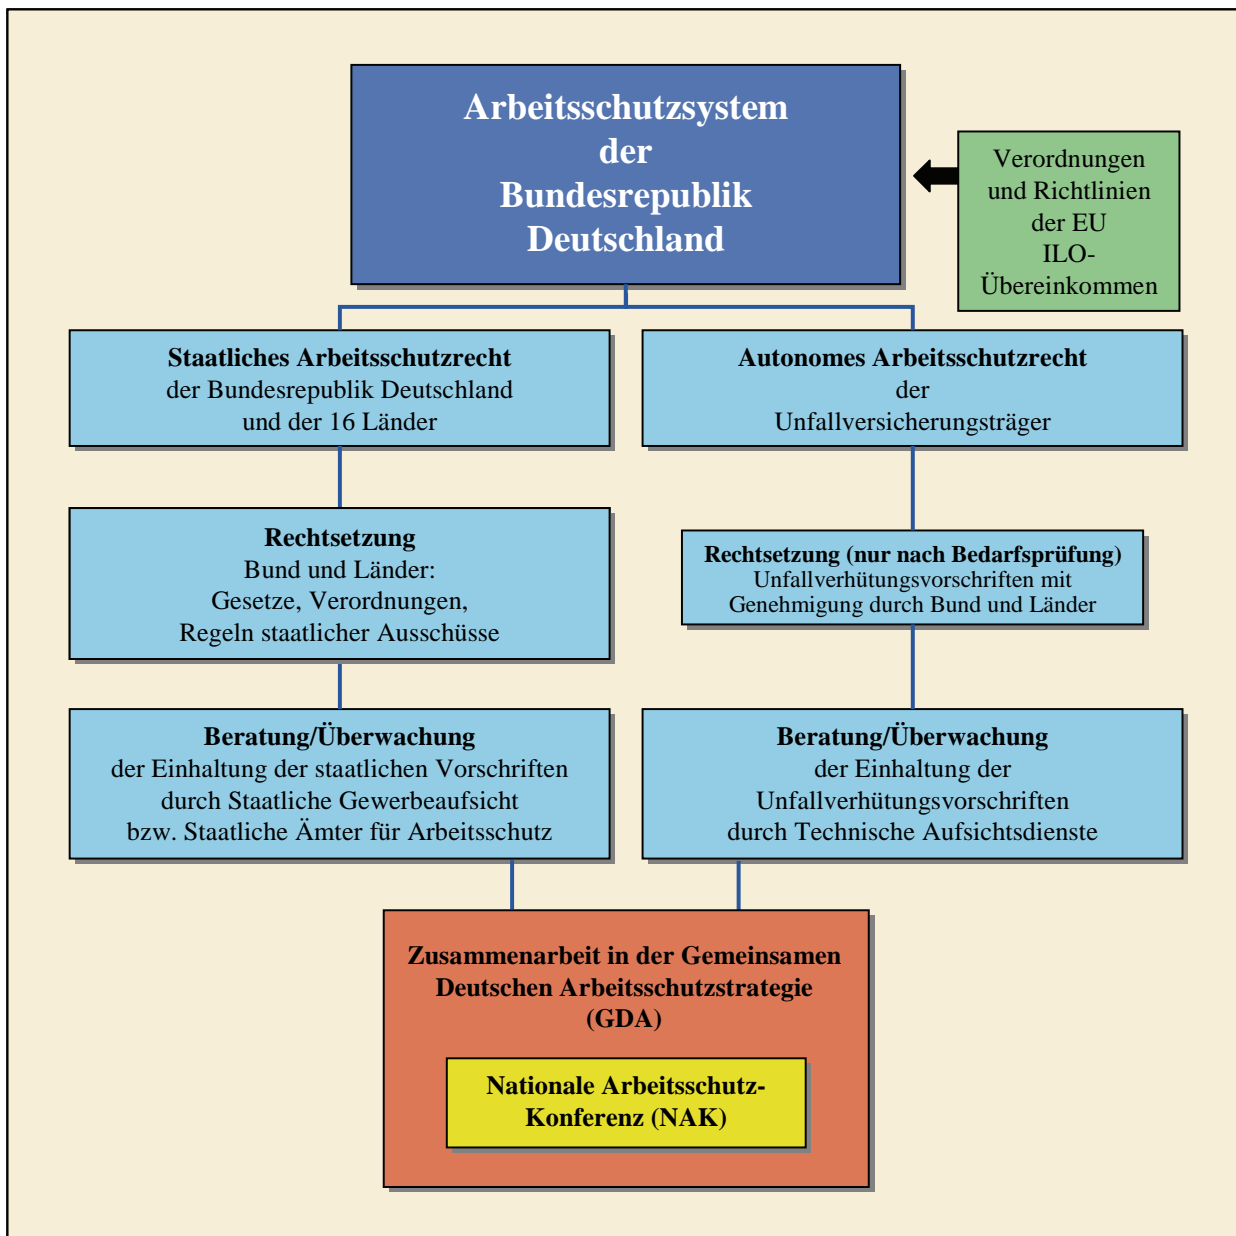 Arbeitsschutzsystem
der
Bundesrepublik
Deutschland
Verordnungen
und Richtlinien
der EU
ILO-
Übereinkommen
Staatliches Arbeitsschutzrecht
der Bundesrepublik Deutschland
und der 16 Länder
Autonomes Arbeitsschutzrecht
der
Unfallversicherungsträger
Rechtsetzung
Bund und Länder:
Gesetze, Verordnungen,
Regeln staatlicher Ausschüsse
Rechtsetzung (nur nach Bedarfsprüfung)
Unfallverhütungsvorschriften mit
Genehmigung durch Bund und Länder
Beratung/Überwachung
der Einhaltung der staatlichen Vorschriften
durch Staatliche Gewerbeaufsicht
bzw. Staatliche Ämter für Arbeitsschutz
Beratung/Überwachung
der Einhaltung der
Unfallverhütungsvorschriften
durch Technische Aufsichtsdienste
Zusammenarbeit in der Gemeinsamen
Deutschen Arbeitsschutzstrategie
(GDA)
Nationale Arbeitsschutz-
Konferenz (NAK)